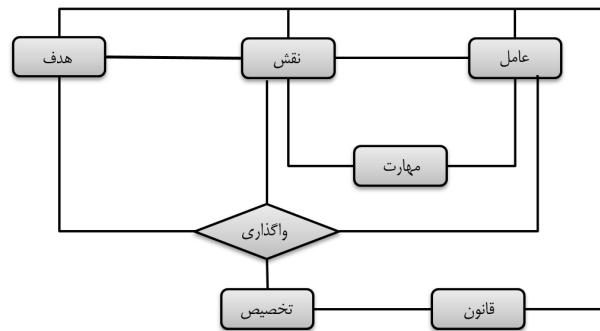 عامل
نقش
هدف
مهارت
واگذاری
قانون
تخصیص